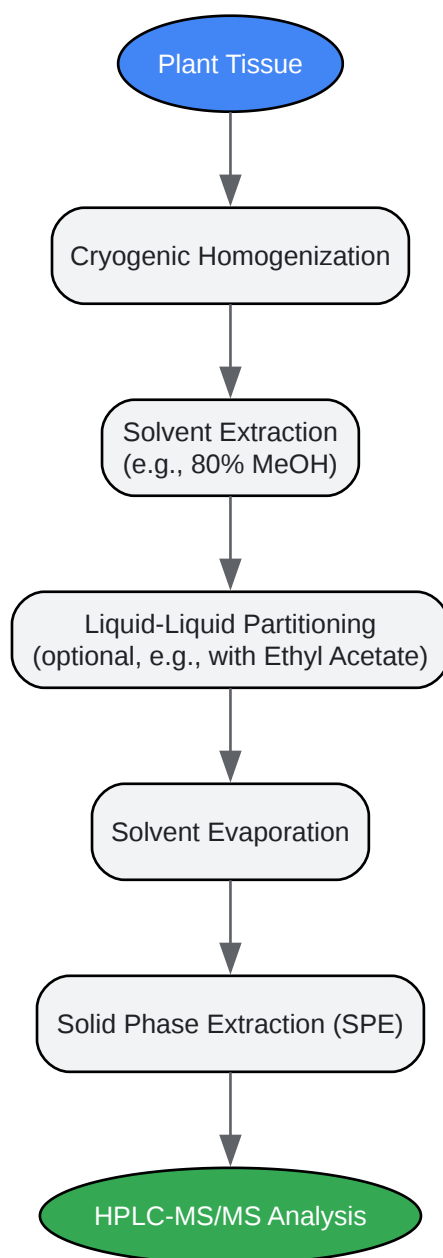 Plant Tissue
Cryogenic Homogenization
Solvent Extraction
(e.g., 80% MeOH)
Liquid-Liquid Partitioning
(optional, e.g., with Ethyl Acetate)
Solvent Evaporation
Solid Phase Extraction (SPE)
HPLC-MS/MS Analysis